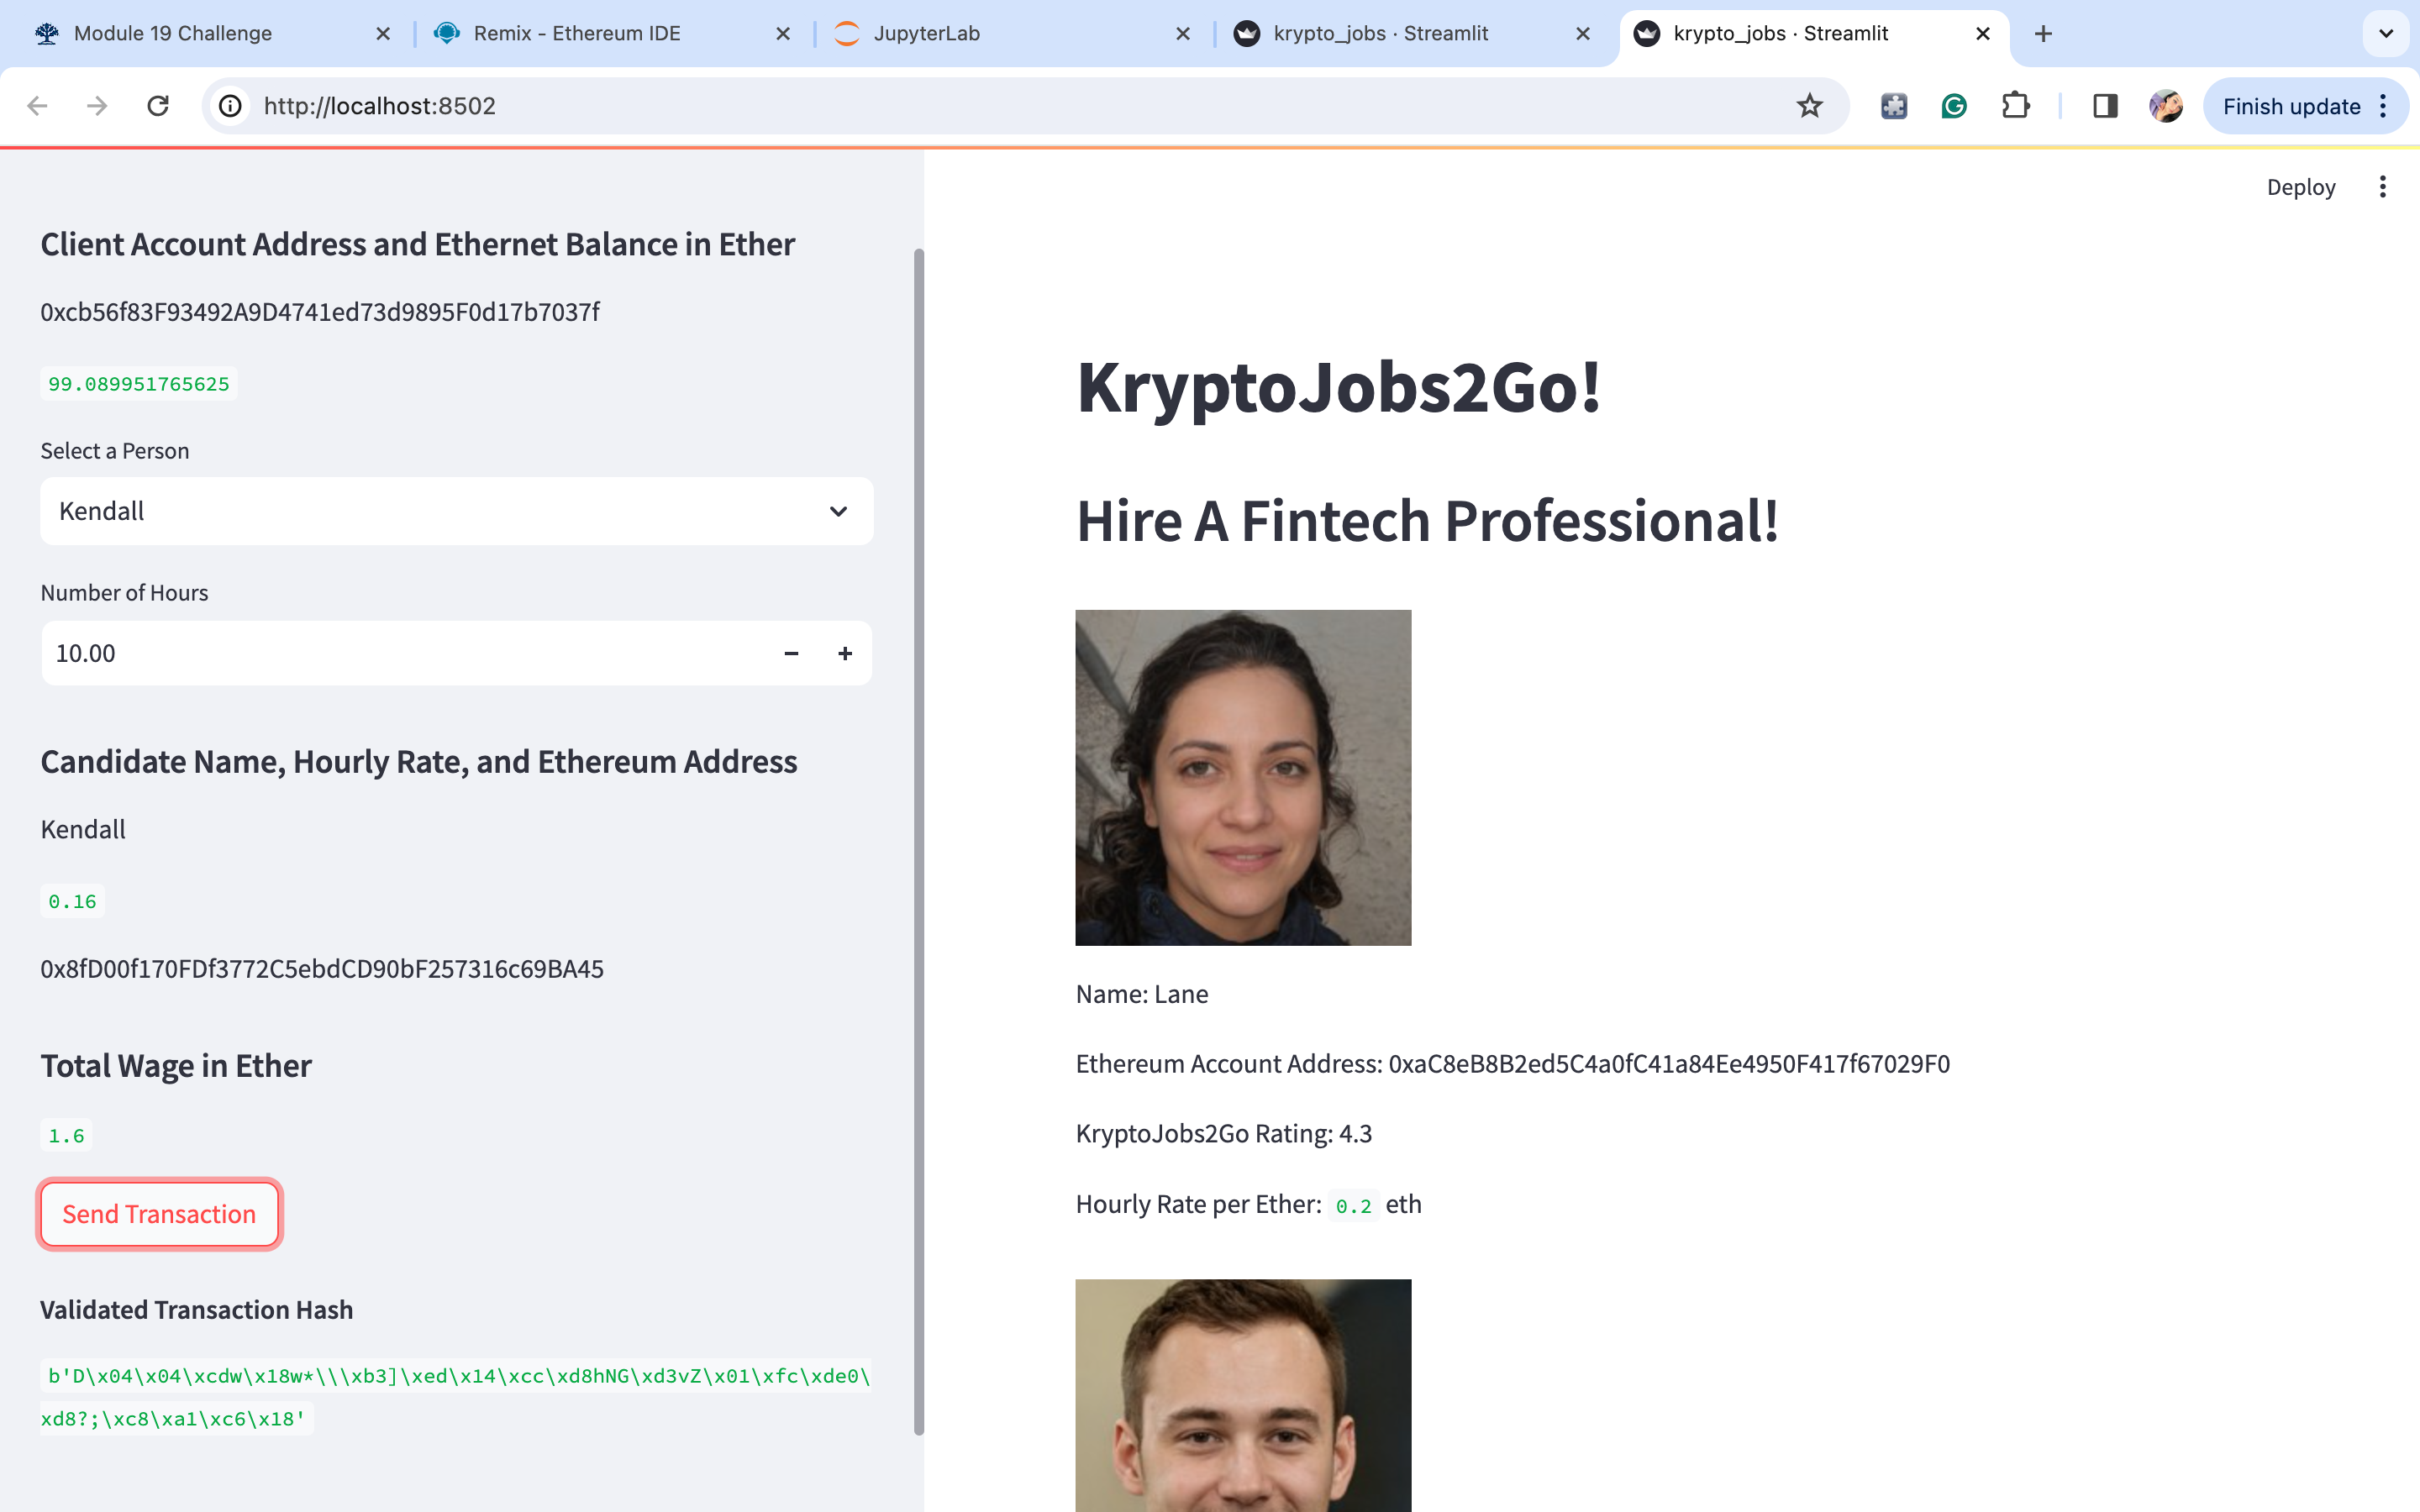 Module 19 Challenge
Remix - Ethereum IDE
JupyterLab
krypto_jobs · Streamlit
krypto_jobs · Streamlit
http://localhost:8502
Finish update
Deploy
Client Account Address and Ethernet Balance in Ether
0xcb56f83F93492A9D4741ed73d9895F0d17b7037f
99.089951765625
Select a Person
Kendall
Number of Hours
10.00
Candidate Name, Hourly Rate, and Ethereum Address
Kendall
0.16
0x8fD00f170FDf3772C5ebdCD90bF257316c69BA45
Total Wage in Ether
1.6
Send Transaction
Validated Transaction Hash
b'D\x04\x04\xcdw\x18w*\\\xb3]\xed\x14\xcc\xd8hNG\xd3vZ\x01\xfc\xde0\
xd8?;\xc8\xa1\xc6\x18'
KryptoJobs2Go!
Hire A Fintech Professional!
Name: Lane
Ethereum Account Address: 0xaC8eB8B2ed5C4a0fC41a84Ee4950F417f67029F0
KryptoJobs2Go Rating: 4.3
Hourly Rate per Ether: 0.2 eth